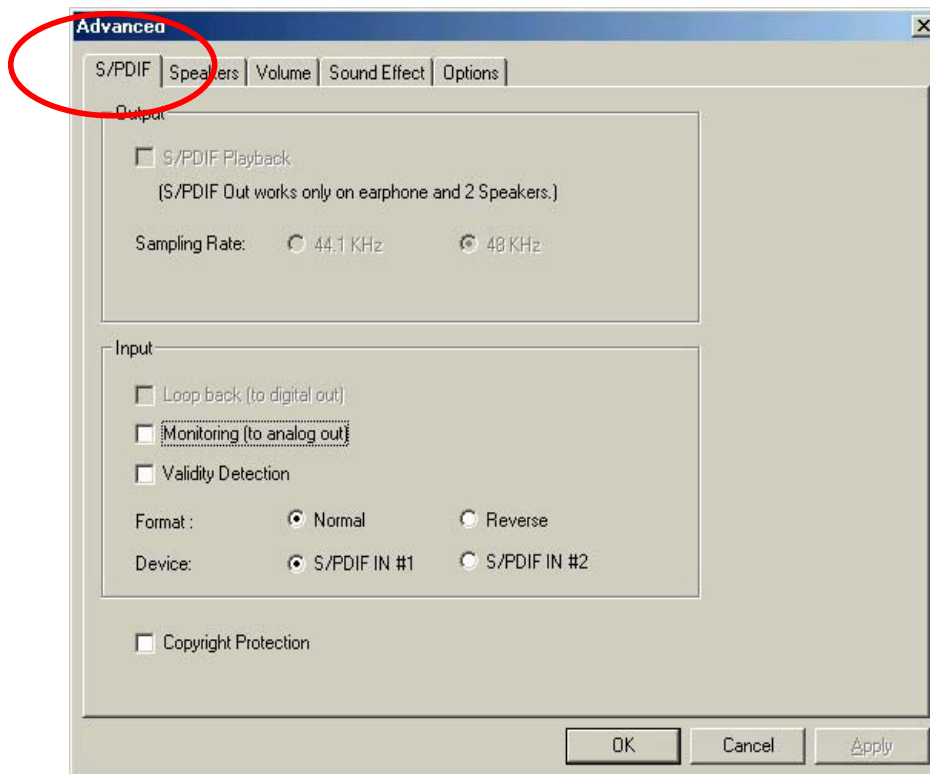 Advanced
S/PDIF Speakers Volume Sound Effect Options
Output
S/PDIF Playback
(S/PDIF Out works only on earphone and 2 Speakers.)
Sampling Rate: 44.1 KHz 48 KHz
Input
Loop back (to digital out)
Monitoring (to analog out)
Validity Detection
Format : Normal Reverse
Device: S/PDIF IN #1 S/PDIF IN #2
Copyright Protection
OK Cancel Apply